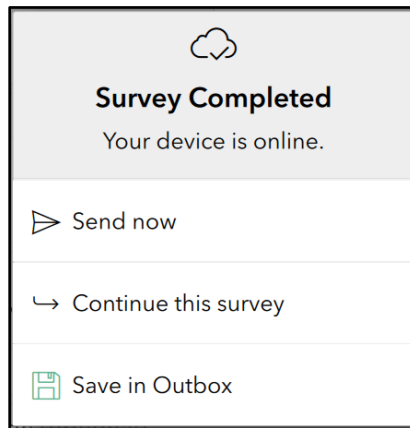 Survey Completed
Your device is online.
Send now
Continue this survey
Save in Outbox